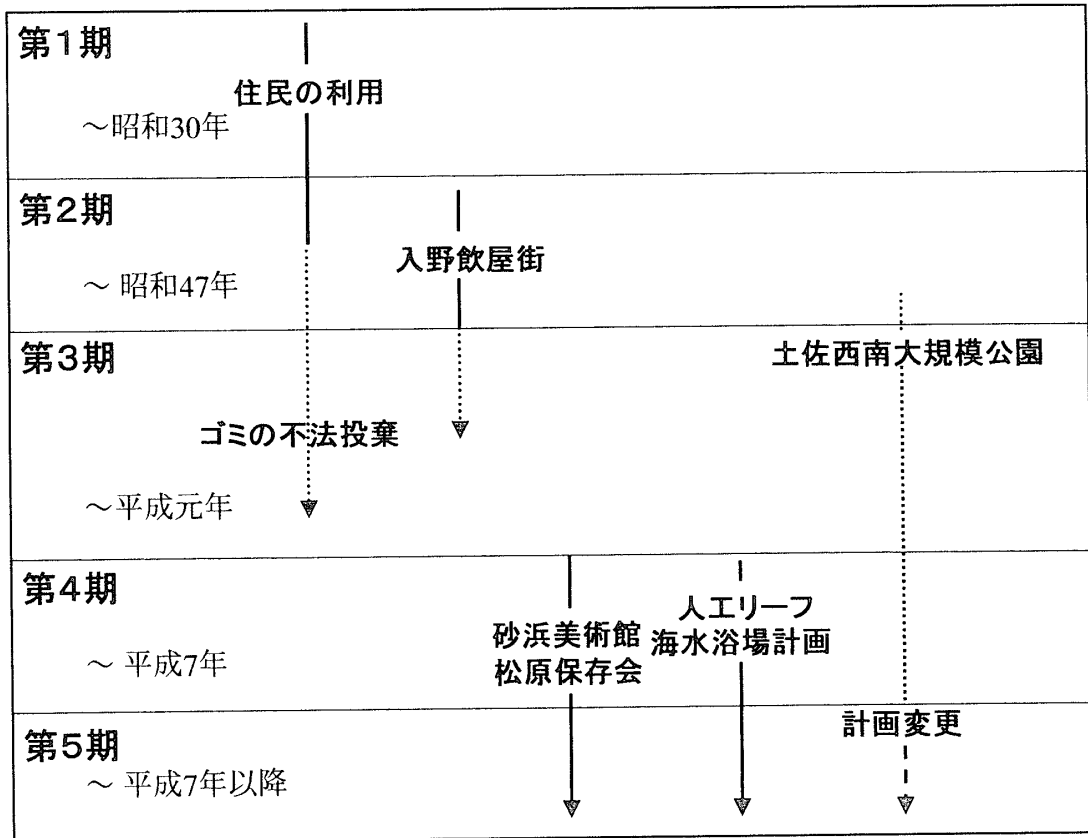 第1期
住民の利用
～昭和30年
第2期
入野飲屋街
～ 昭和47年
第3期
土佐西南大規模公園
ゴミの不法投棄
～平成元年
第4期
人工リーフ
海水浴場計画
砂浜美術館
松原保存会
～ 平成7年
計画変更
第5期
～ 平成7年以降